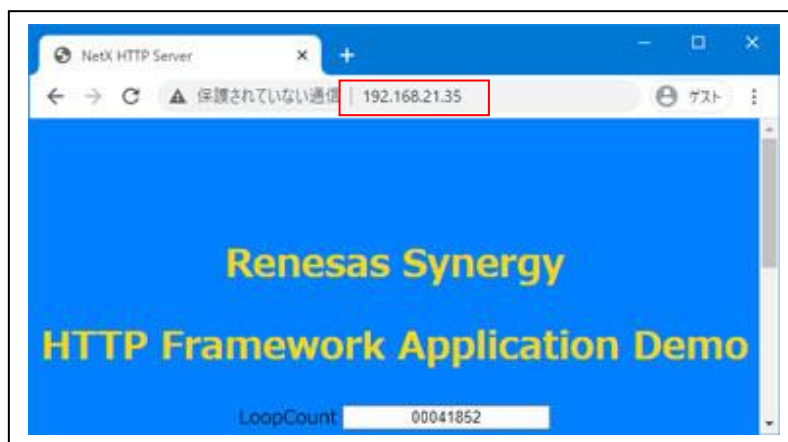 NetX HTTP Server
保護されていない通信 | 192.168.21.35
ゲスト
Renesas Synergy
HTTP Framework Application Demo
LoopCount 00041852